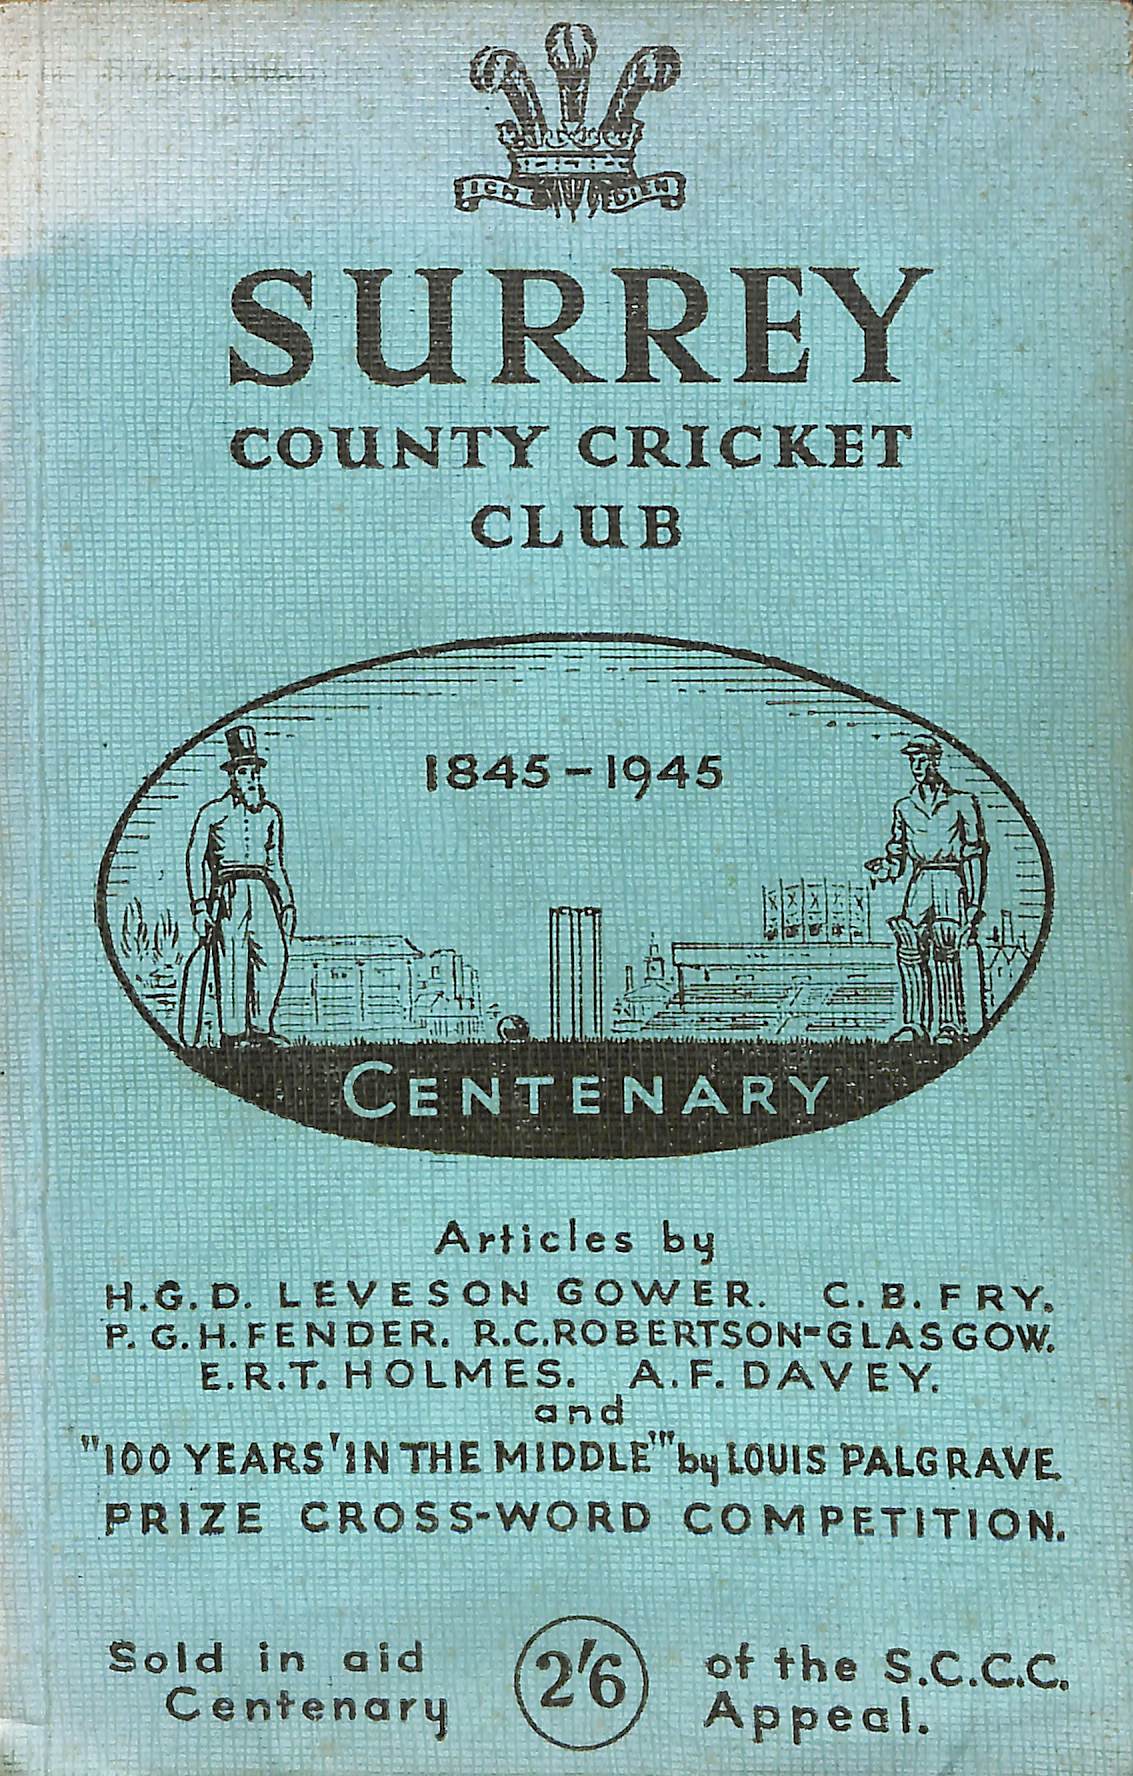 ICH DIEN
SURREY
COUNTY CRICKET
CLUB
1845-1945
CENTENARY
Articles by
H.G.D. LEVESON GOWER. C.B. FRY.
P.G.H. FENDER. R.C. ROBERTSON-GLASGOW.
E.R.T. HOLMES. A.F. DAVEY.
and
"100 YEARS 'IN THE MIDDLE'" by LOUIS PALGRAVE
PRIZE CROSS-WORD COMPETITION.
Sold in aid 2/6 of the S.C.C.C.
Centenary Appeal.